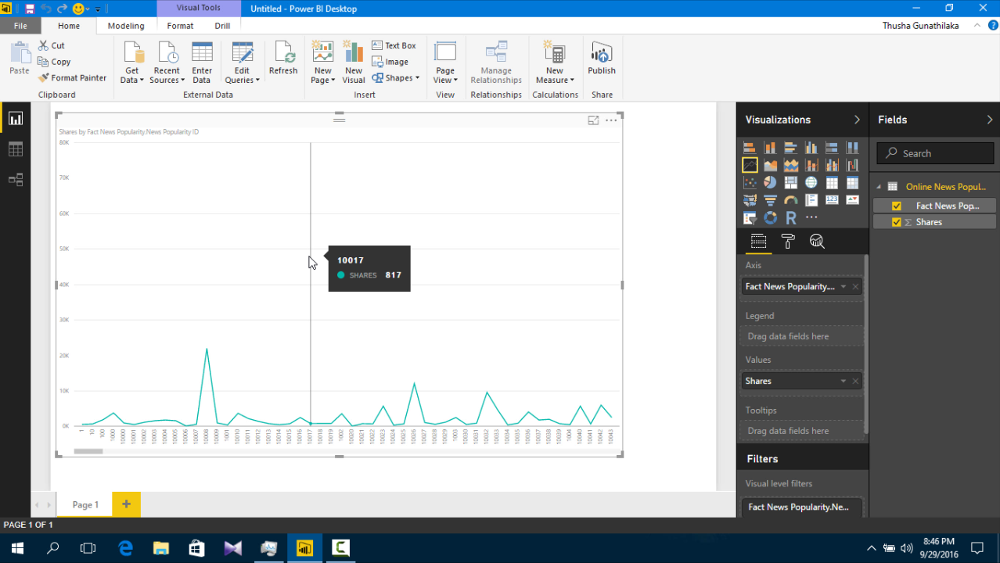 Visual Tools
Untitled - Power BI Desktop
File
Home
Modeling
Format
Drill
Thusha Gunathilaka
Paste
Cut
Copy
Format Painter
Clipboard
Get Data
Recent Sources
Enter Data
Edit Queries
Refresh
External Data
New Page
New Visual
Text Box
Image
Shapes
Insert
Page View
View
Manage Relationships
Relationships
New Measure
Calculations
Publish
Share
Shares by Fact News Popularity.News Popularity ID
80K
70K
60K
50K
40K
30K
20K
10K
0K
10017
SHARES 817
1 10 100 1000 10000 10001 10002 10003 10004 10005 10006 10007 10008 10009 1001 10010 10011 10012 10013 10014 10015 10016 10017 10018 10019 1002 10020 10021 10022 10023 10024 10025 10026 10027 10028 10029 1003 10030 10031 10032 10033 10034 10035 10036 10037 10038 10039 1004 10040 10041 10042 10043
Visualizations
R
123
Axis
Fact News Popularity....
Legend
Drag data fields here
Values
Shares
Tooltips
Drag data fields here
Filters
Visual level filters
Fact News Popularity.Ne...
Fields
Search
Online News Popul...
Fact News Pop...
Σ Shares
Page 1
PAGE 1 OF 1
8:46 PM
9/29/2016